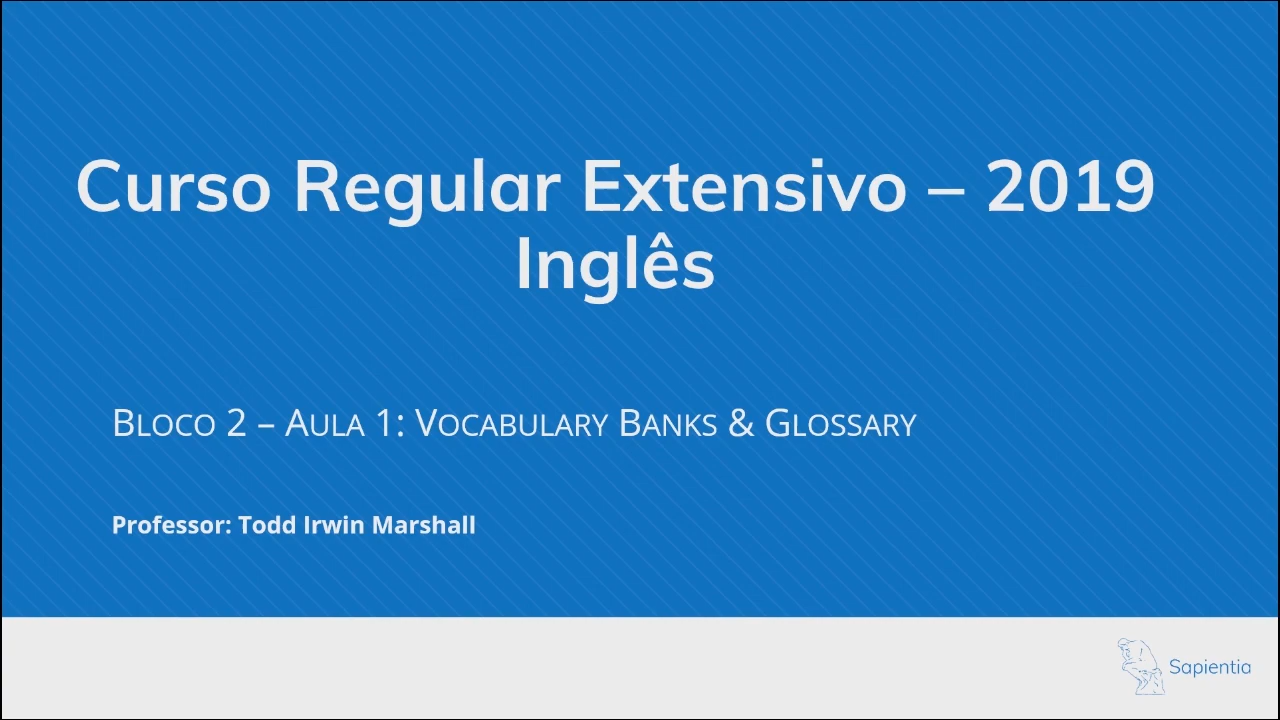 Curso Regular Extensivo – 2019
Inglês
Bloco 2 – Aula 1: Vocabulary Banks & Glossary
Professor: Todd Irwin Marshall
Sapientia